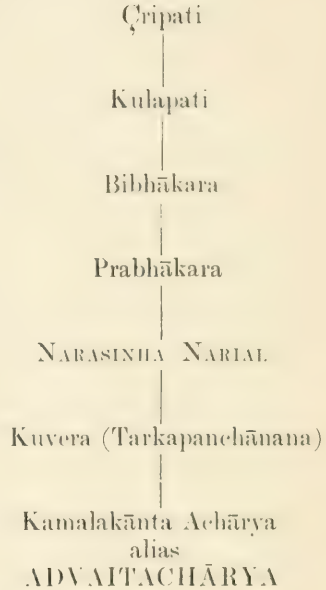 Çripati
Kulapati
Bibhākara
Prabhākara
NARASINHA NARIAL
Kuvera (Tarkapanchānana)
Kamalakānta Achārya
alias
ADVAITACHĀRYA